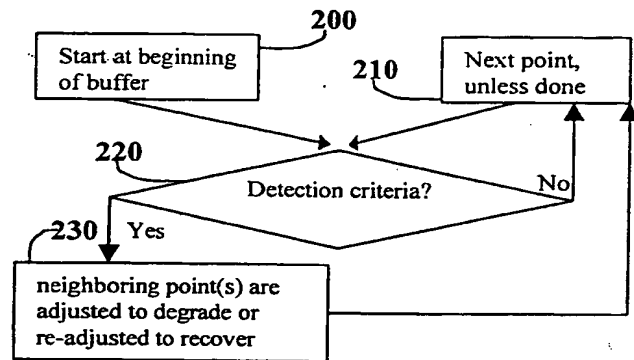 200
Start at beginning
of buffer
210
Next point,
unless done
220
Detection criteria?
No
Yes
230
neighboring point(s) are
adjusted to degrade or
re-adjusted to recover